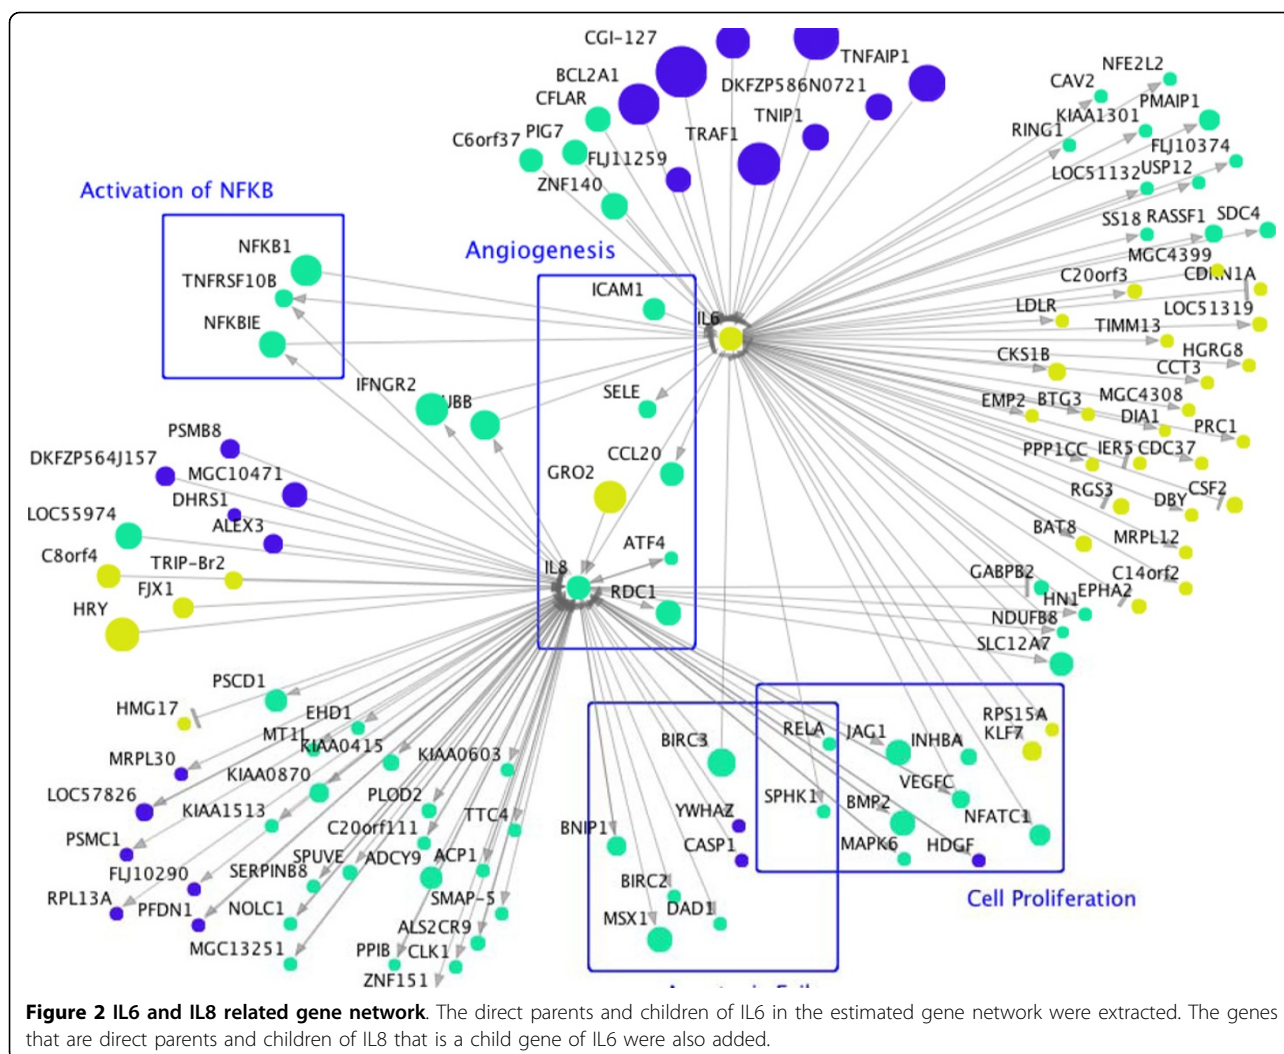 CGI-127
TNFAIP1
BCL2A1
DKFZP586N0721
CFLAR
TNIP1
PIG7
TRAF1
C6orf37
FLJ11259
ZNF140
NFE2L2
CAV2
PMAIP1
KIAA1301
RING1
FLJ10374
LOC51132
USP12
SS18
RASSF1
SDC4
MGC4399
C20orf3
CDKN1A
LDLR
LOC51319
TIMM13
CKS1B
HGRG8
CCT3
EMP2
BTG3
MGC4308
DIA1
PRC1
PPP1CC
IER5
CDC37
RGS3
DBY
CSF2
BAT8
MRPL12
C14orf2
GABPB2
HN1
EPHA2
NDUFB8
SLC12A7
Activation of NFKB
NFKB1
TNFRSF10B
NFKBIE
Angiogenesis
ICAM1
IL6
SELE
CCL20
GRO2
ATF4
IL8
RDC1
IFNGR2
UBB
PSMB8
DKFZP564J157
MGC10471
DHRS1
LOC55974
ALEX3
C8orf4
TRIP-Br2
FJX1
HRY
PSCD1
HMG17
EHD1
MT1L
KIAA0415
MRPL30
KIAA0603
KIAA0870
LOC57826
PLOD2
KIAA1513
TTC4
C20orf111
PSMC1
SPUVE
ADCY9
ACP1
FLJ10290
SERPINB8
RPL13A
SMAP-5
PFDN1
NOLC1
ALS2CR9
MGC13251
PPIB
CLK1
ZNF151
BIRC3
RELA
JAG1
INHBA
RPS15A
KLF7
VEGFC
SPHK1
BMP2
NFATC1
YWHAZ
BNIP1
CASP1
MAPK6
HDGF
BIRC2
MSX1
DAD1
Cell Proliferation
Figure 2 IL6 and IL8 related gene network. The direct parents and children of IL6 in the estimated gene network were extracted. The genes
that are direct parents and children of IL8 that is a child gene of IL6 were also added.